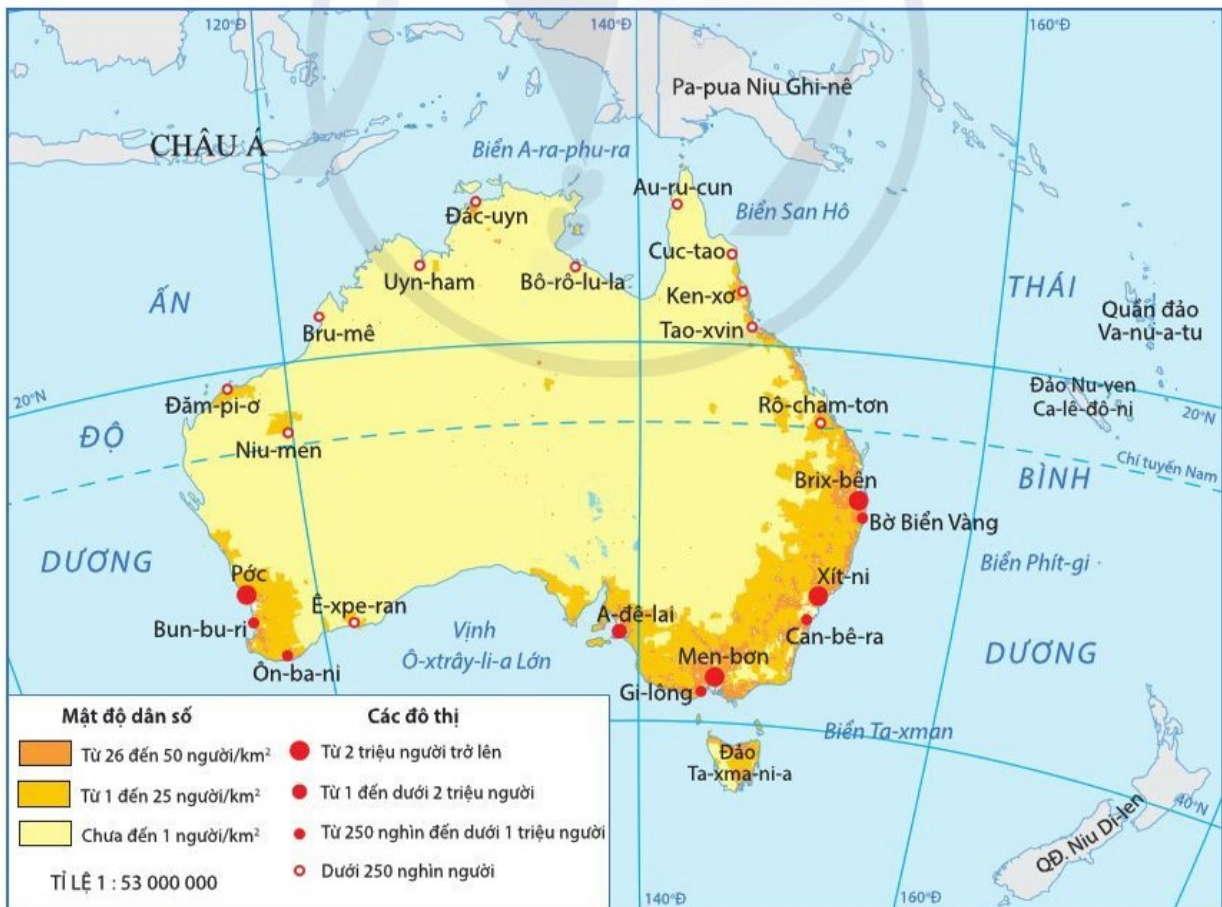 120°Đ
140°Đ
160°Đ
Pa-pua Niu Ghi-nê
CHÂU Á
Biển A-ra-phu-ra
Au-ru-cun
Đác-uyn
Biển San Hô
Cuc-tao
Uyn-ham
Bô-rô-lu-la
Ken-xơ
THÁI
ẤN
Bru-mê
Tao-xvin
Quần đảo
Va-nu-a-tu
20°N
Đăm-pi-ơ
Rô-cham-tơn
Đảo Nu-ven
Ca-lê-đô-ni
20°N
ĐỘ
Niu-men
Chí tuyến Nam
Brix-bên
BÌNH
Bờ Biển Vàng
DƯƠNG
Pớc
Xít-ni
Biển Phít-gi
Ê-xpe-ran
A-đê-lai
Bun-bu-ri
Vịnh
Ô-xtrây-li-a Lớn
Can-bê-ra
DƯƠNG
Ôn-ba-ni
Men-bơn
Gi-lông
Biển Ta-xman
Đảo
Ta-xma-ni-a
40°N
QĐ. Niu Di-len
140°Đ
160°Đ
Mật độ dân số
Từ 26 đến 50 người/km²
Từ 1 đến 25 người/km²
Chưa đến 1 người/km²
TỈ LỆ 1 : 53 000 000
Các đô thị
Từ 2 triệu người trở lên
Từ 1 đến dưới 2 triệu người
Từ 250 nghìn đến dưới 1 triệu người
Dưới 250 nghìn người